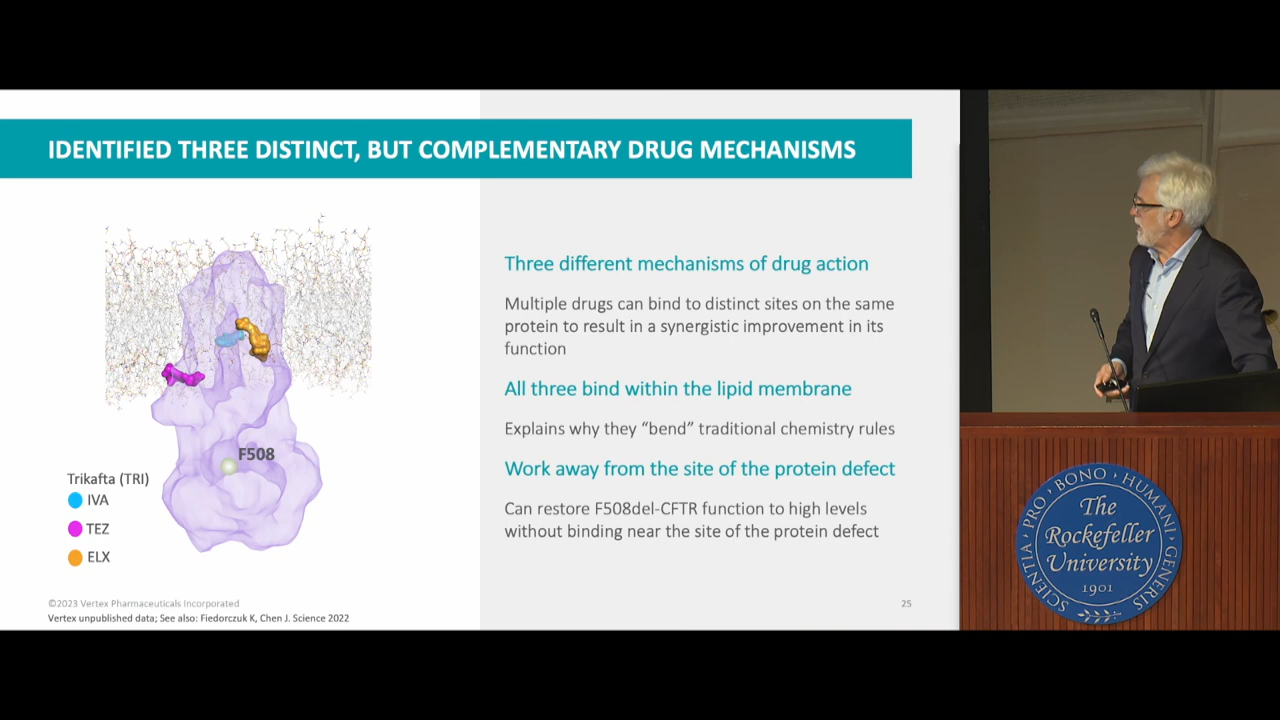 IDENTIFIED THREE DISTINCT, BUT COMPLEMENTARY DRUG MECHANISMS
F508
Trikafta (TRI)
IVA
TEZ
ELX
Three different mechanisms of drug action
Multiple drugs can bind to distinct sites on the same
protein to result in a synergistic improvement in its
function
All three bind within the lipid membrane
Explains why they “bend” traditional chemistry rules
Work away from the site of the protein defect
Can restore F508del-CFTR function to high levels
without binding near the site of the protein defect
©2023 Vertex Pharmaceuticals Incorporated
25
Vertex unpublished data; See also: Fiedorczuk K, Chen J. Science 2022
SCIENTIA · PRO · BONO · HUMANI · GENERIS
The
Rockefeller
University
1901